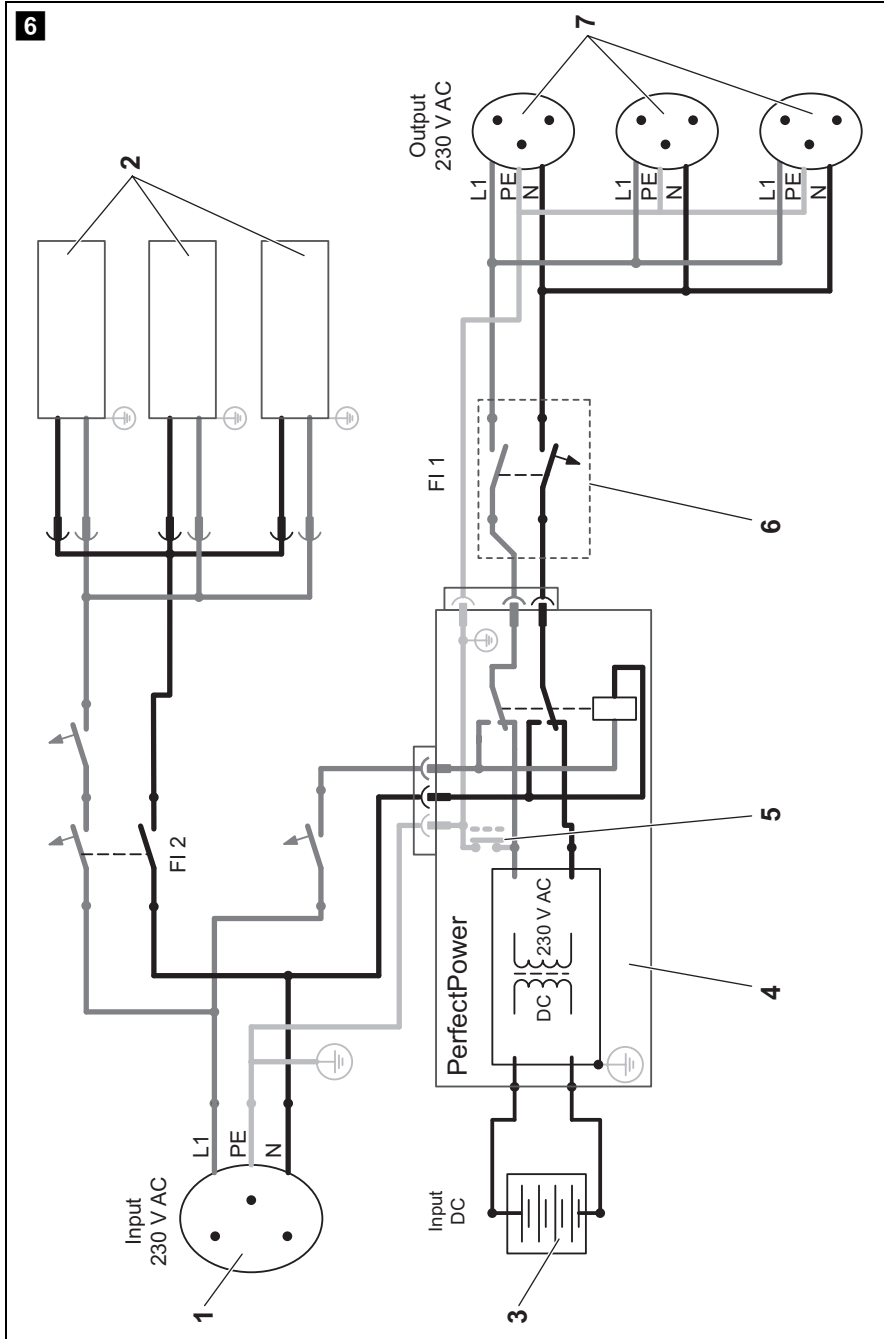 6
7
Output
230 V AC
L1
PE
N
L1
PE
N
L1
PE
N
2
FI 1
6
FI 2
5
PerfectPower
DC
230 V AC
4
Input
230 V AC
L1
PE
N
1
Input
DC
3